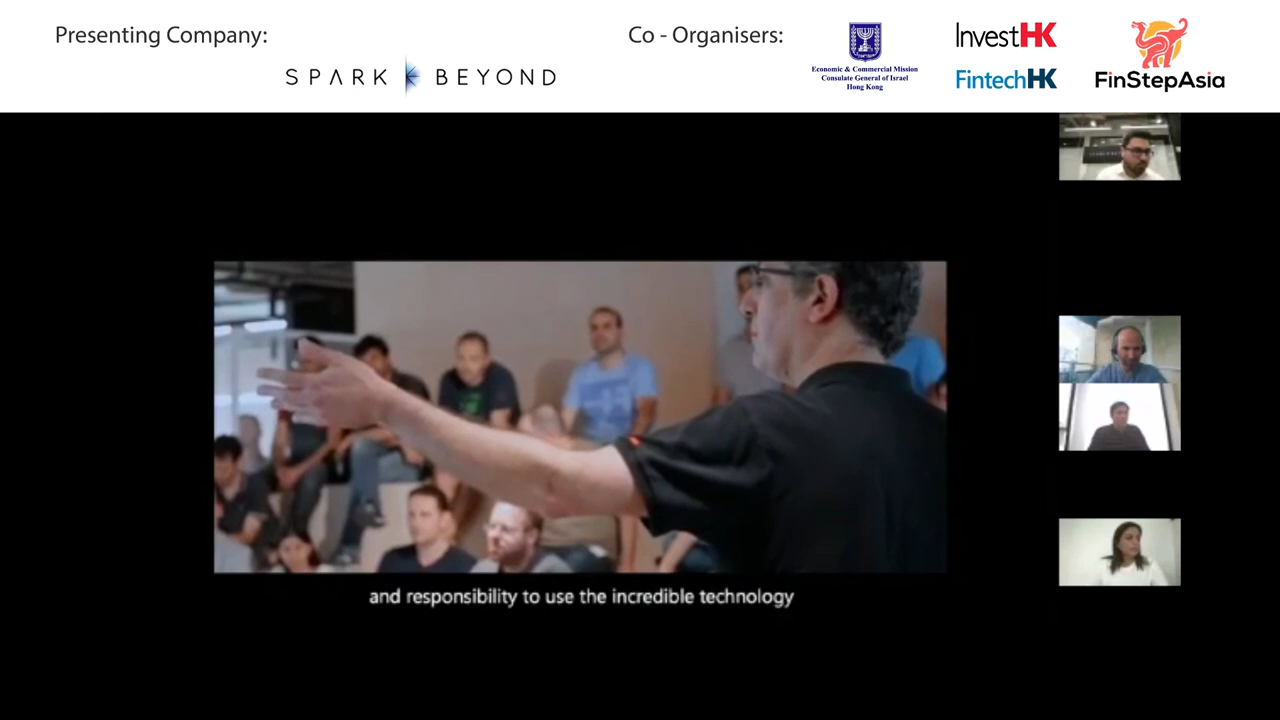 Presenting Company:
SPARK BEYOND
Co - Organisers:
Economic & Commercial Mission
Consulate General of Israel
Hong Kong
InvestHK
FintechHK
FinStepAsia
and responsibility to use the incredible technology